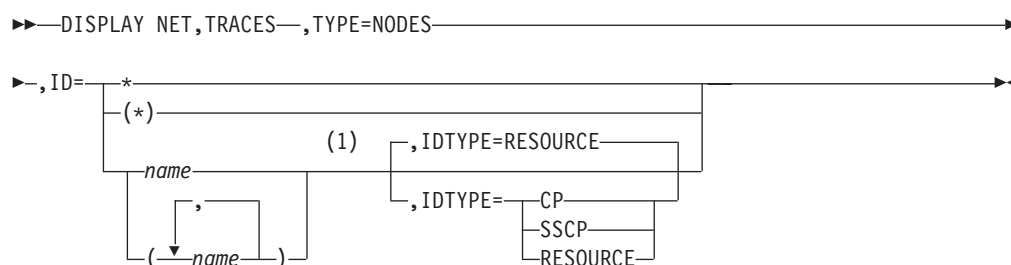 DISPLAY NET,TRACES ,TYPE=NODES
,ID= *
(*)
(1) ,IDTYPE=RESOURCE
name
, ,IDTYPE= CP
SSCP
( name ) RESOURCE